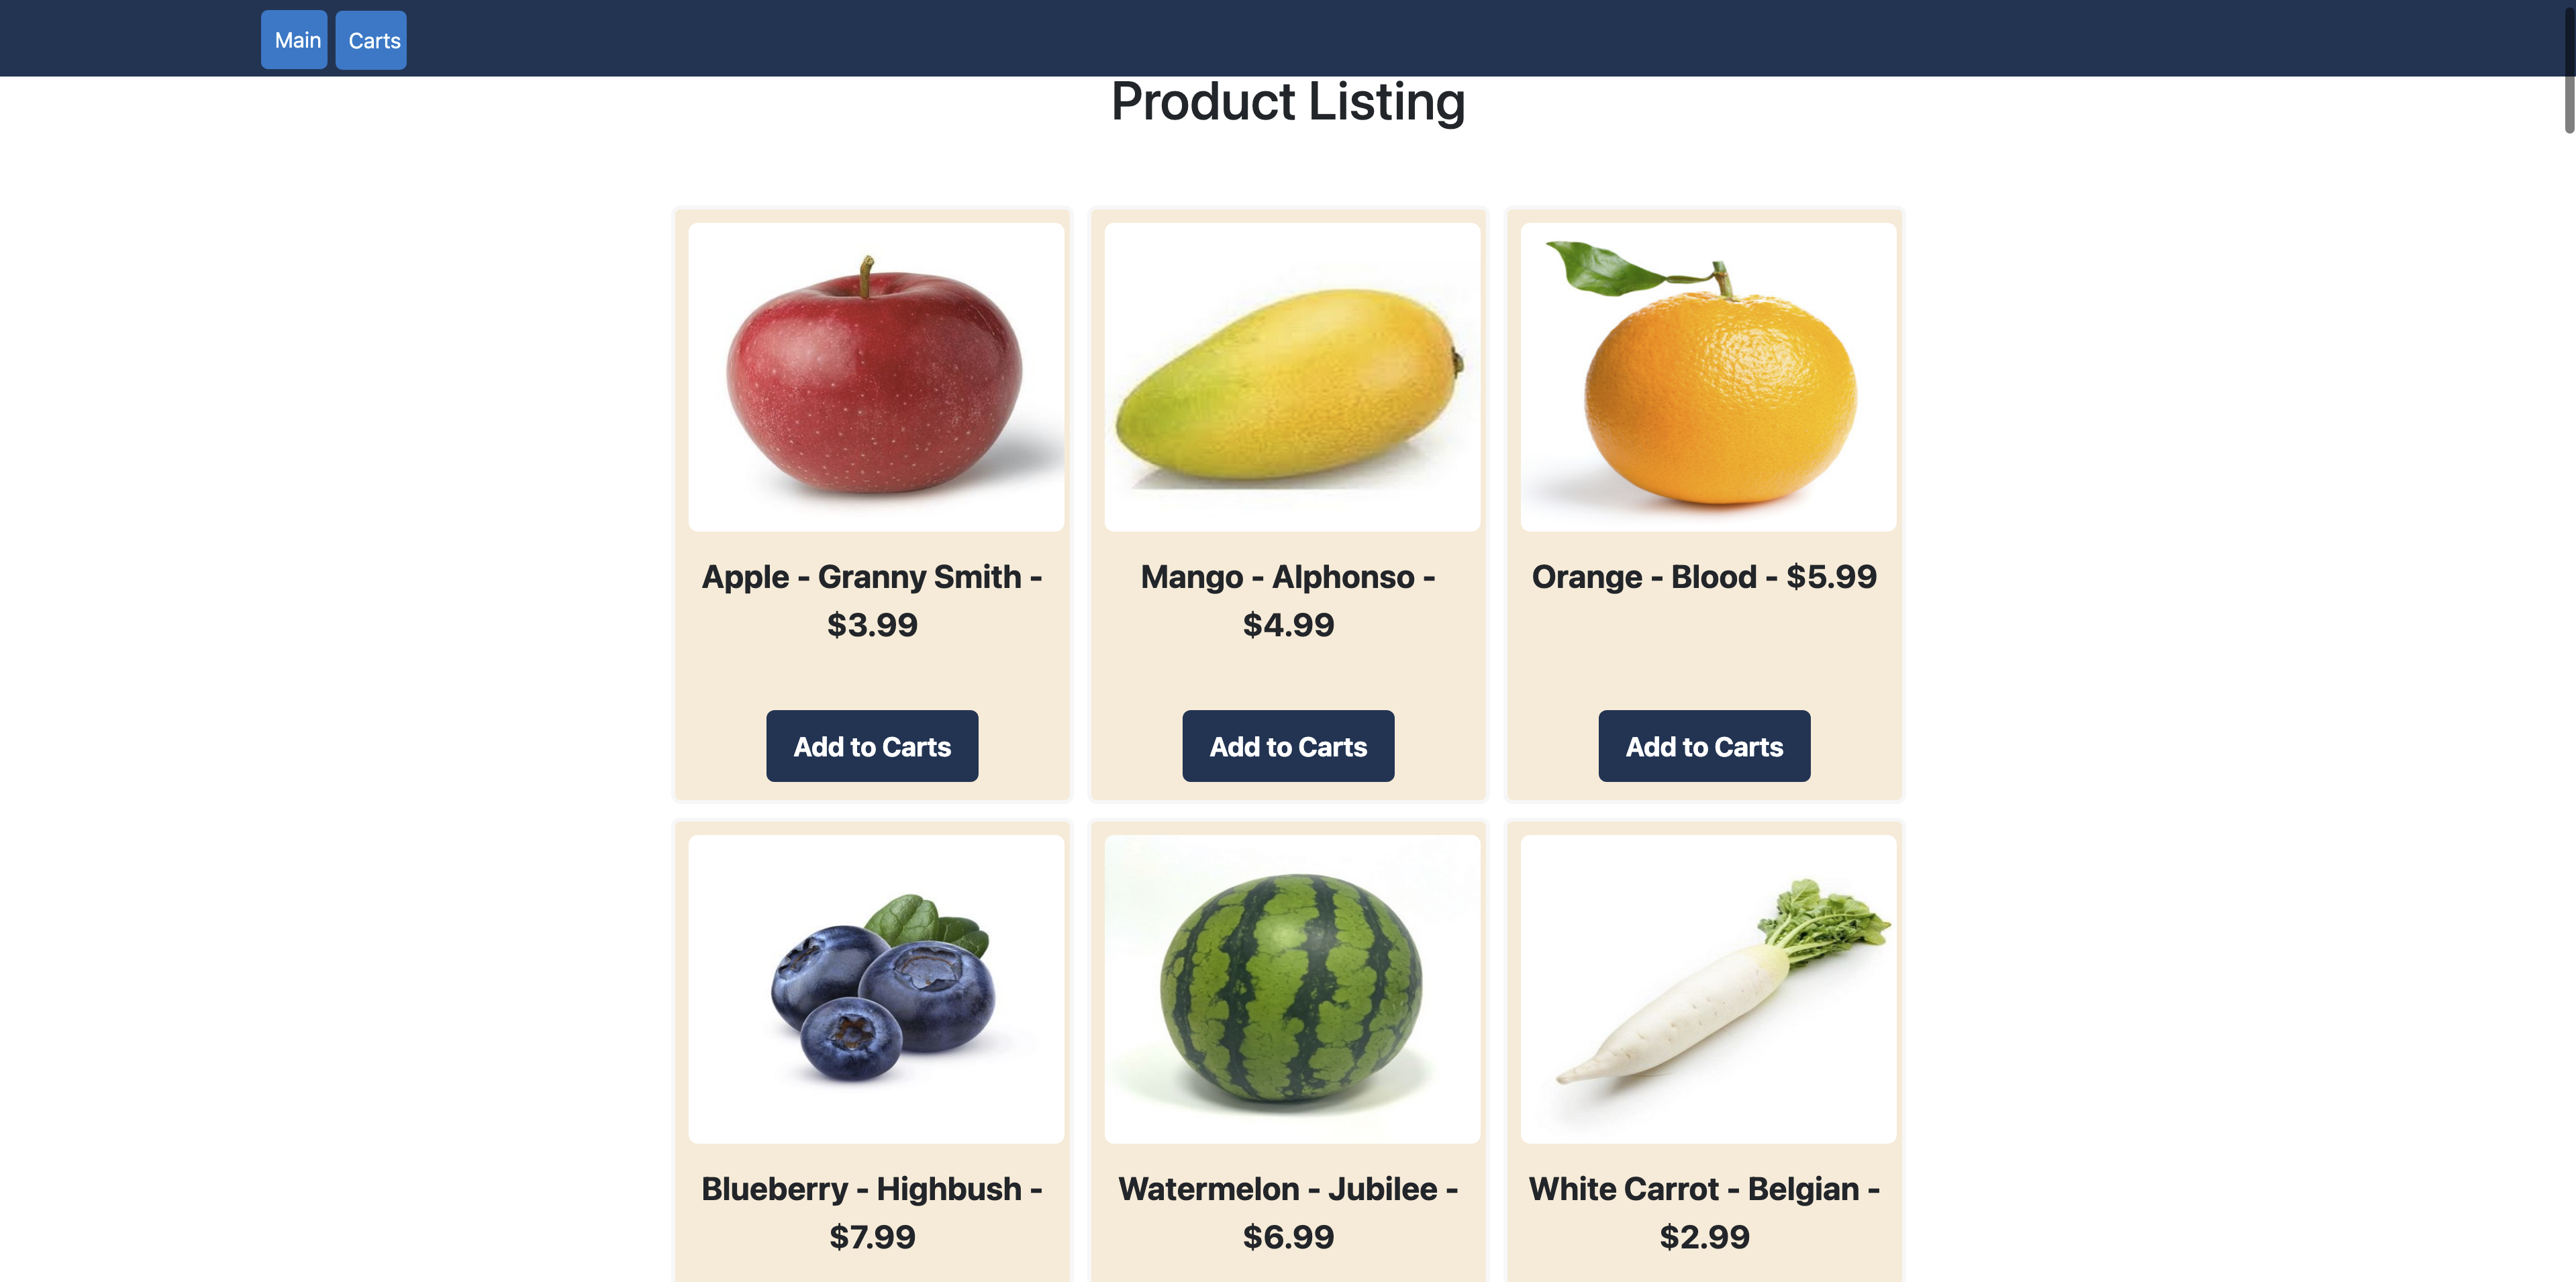 Main
Carts
Product Listing
Apple - Granny Smith -
$3.99
Mango - Alphonso -
$4.99
Orange - Blood - $5.99
Add to Carts
Add to Carts
Add to Carts
Blueberry - Highbush -
$7.99
Watermelon - Jubilee -
$6.99
White Carrot - Belgian -
$2.99